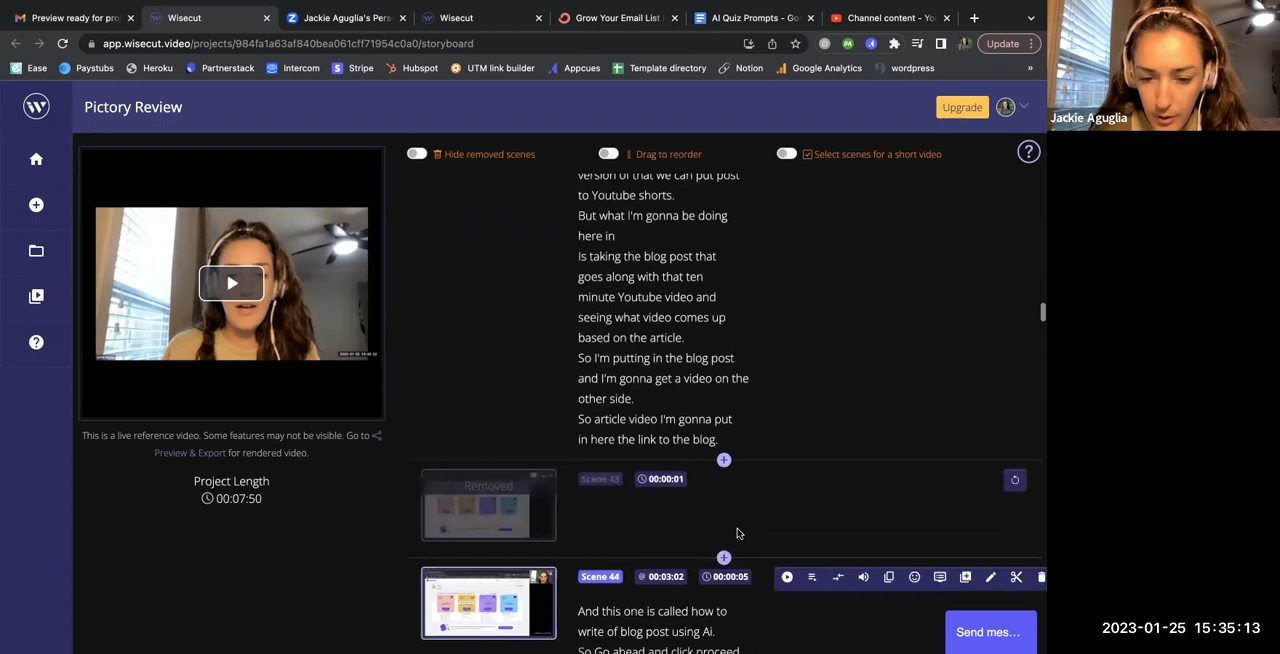 Preview ready for pro
Wisecut
Jackie Aguglia's Pers
Wisecut
Grow Your Email List
AI Quiz Prompts - Go
Channel content - Yo
app.wisecut.video/projects/984fa1a63af840bea061cff71954c0a0/storyboard
Update
Ease
Paystubs
Heroku
Partnerstack
Intercom
Stripe
Hubspot
UTM link builder
Appcues
Template directory
Notion
Google Analytics
wordpress
»
Jackie Aguglia
Pictory Review
Upgrade
Hide removed scenes
Drag to reorder
Select scenes for a short video
version of that we can put post
to Youtube shorts.
But what I'm gonna be doing
here in
Is taking the blog post that
goes along with that ten
minute Youtube video and
seeing what video comes up
based on the article.
So I'm putting in the blog post
and I'm gonna get a video on the
other side.
So article video I'm gonna put
in here the link to the blog.
This is a live reference video. Some features may not be visible. Go to
Preview & Export for rendered video.
Project Length
00:07:50
Removed
Scene 43
00:00:01
Scene 44
@ 00:03:02
00:00:05
And this one is called how to
write of blog post using Ai.
So Go ahead and click proceed
Send mes...
2023-01-25 15:35:13